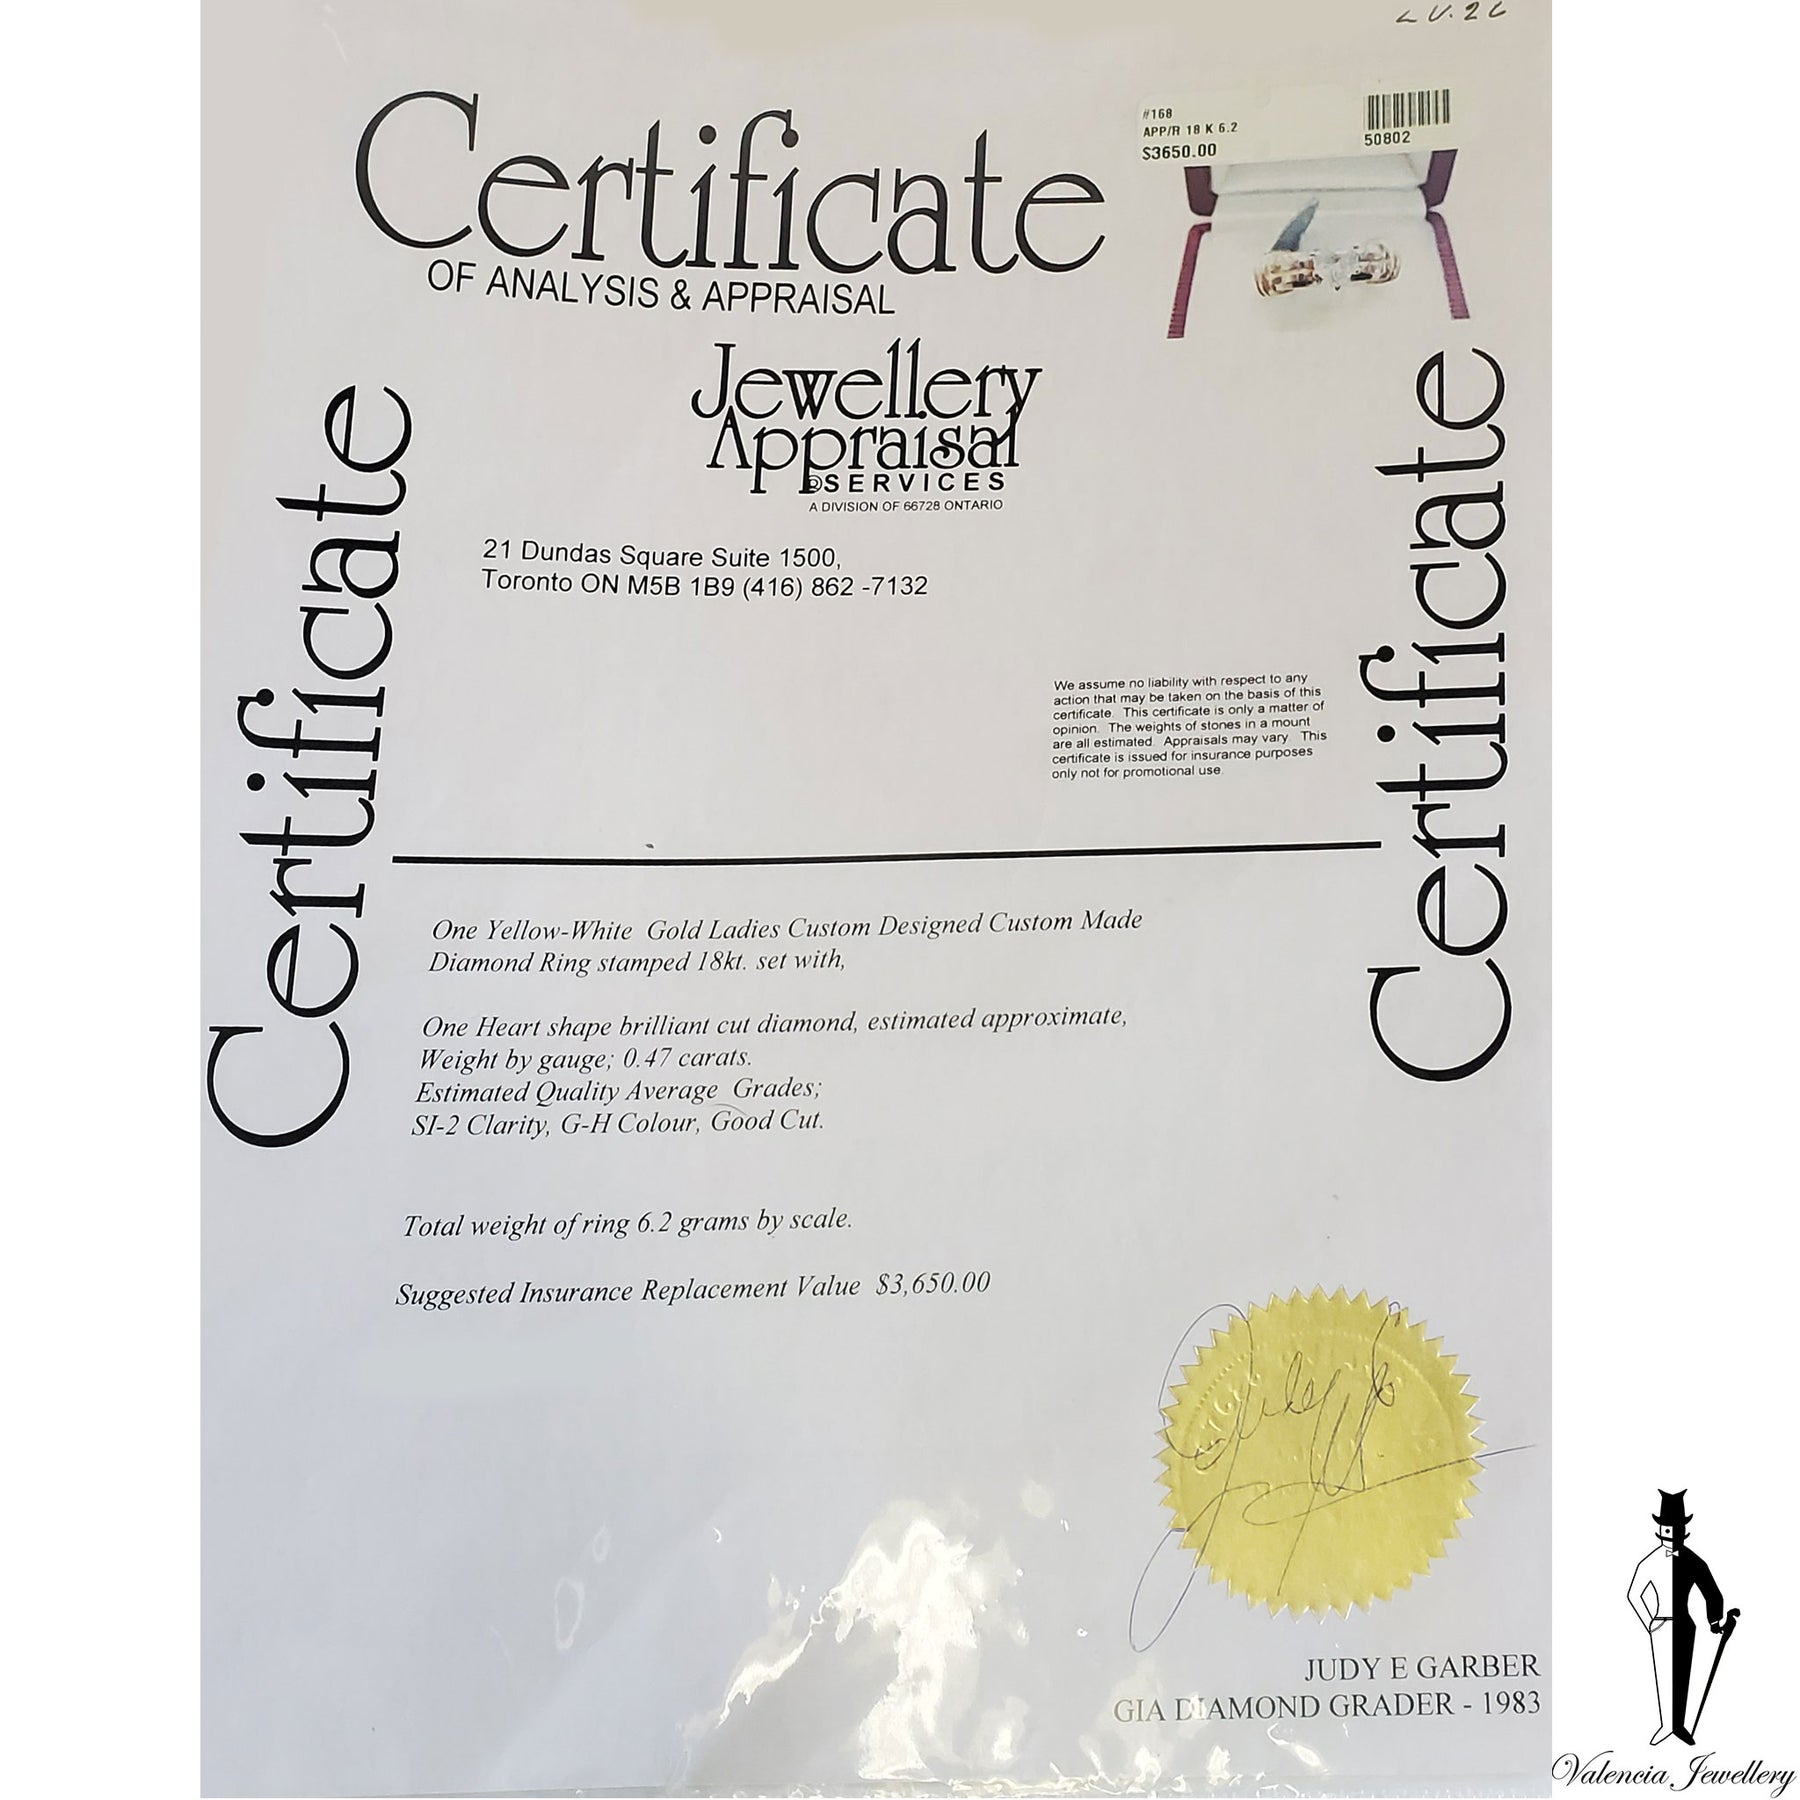 #168
APP/R 18 K 6.2
$3650.00
50802
Certificate
OF ANALYSIS & APPRAISAL
Jewellery
Appraisal
SERVICES
A DIVISION OF 66728 ONTARIO
Certificate
Certificate
21 Dundas Square Suite 1500,
Toronto ON M5B 1B9 (416) 862 -7132
We assume no liability with respect to any
action that may be taken on the basis of this
certificate. This certificate is only a matter of
opinion. The weights of stones in a mount
are all estimated. Appraisals may vary. This
certificate is issued for insurance purposes
only not for promotional use.
One Yellow-White Gold Ladies Custom Designed Custom Made
Diamond Ring stamped 18kt. set with,
One Heart shape brilliant cut diamond, estimated approximate,
Weight by gauge; 0.47 carats.
Estimated Quality Average Grades;
SI-2 Clarity, G-H Colour, Good Cut.
Total weight of ring 6.2 grams by scale.
Suggested Insurance Replacement Value $3,650.00
JUDY E GARBER
GIA DIAMOND GRADER - 1983
Valencia Jewellery